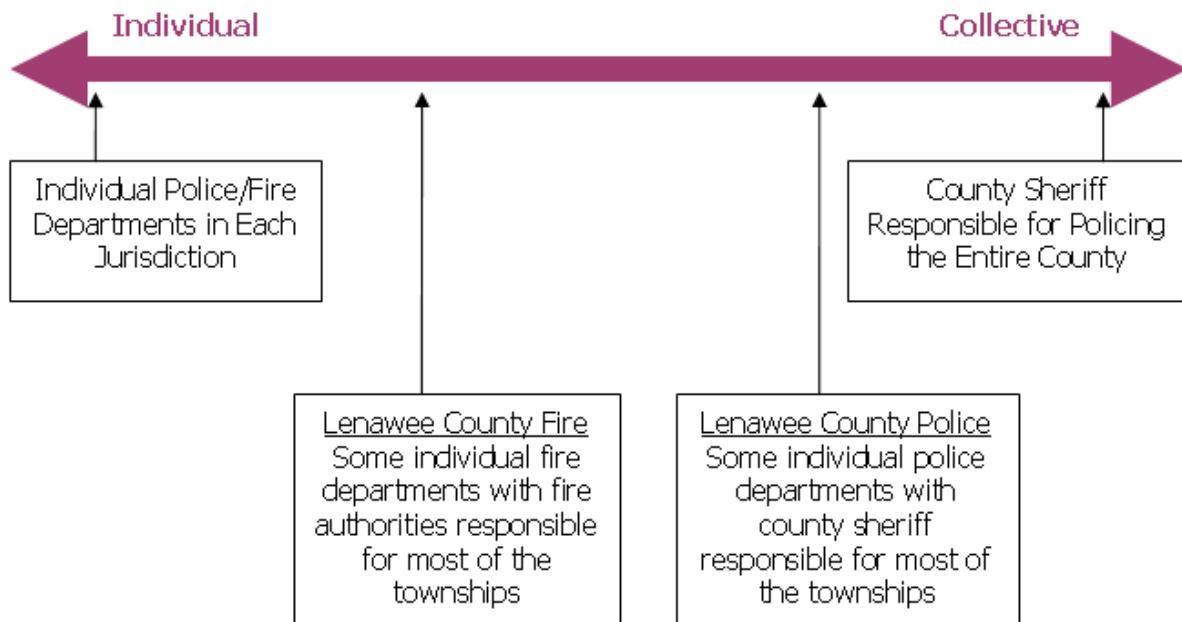 Individual
Collective
Individual Police/Fire
Departments in Each
Jurisdiction
County Sheriff
Responsible for Policing
the Entire County
Lenawee County Fire
Some individual fire
departments with fire
authorities responsible
for most of the
townships
Lenawee County Police
Some individual police
departments with
county sheriff
responsible for most of
the townships